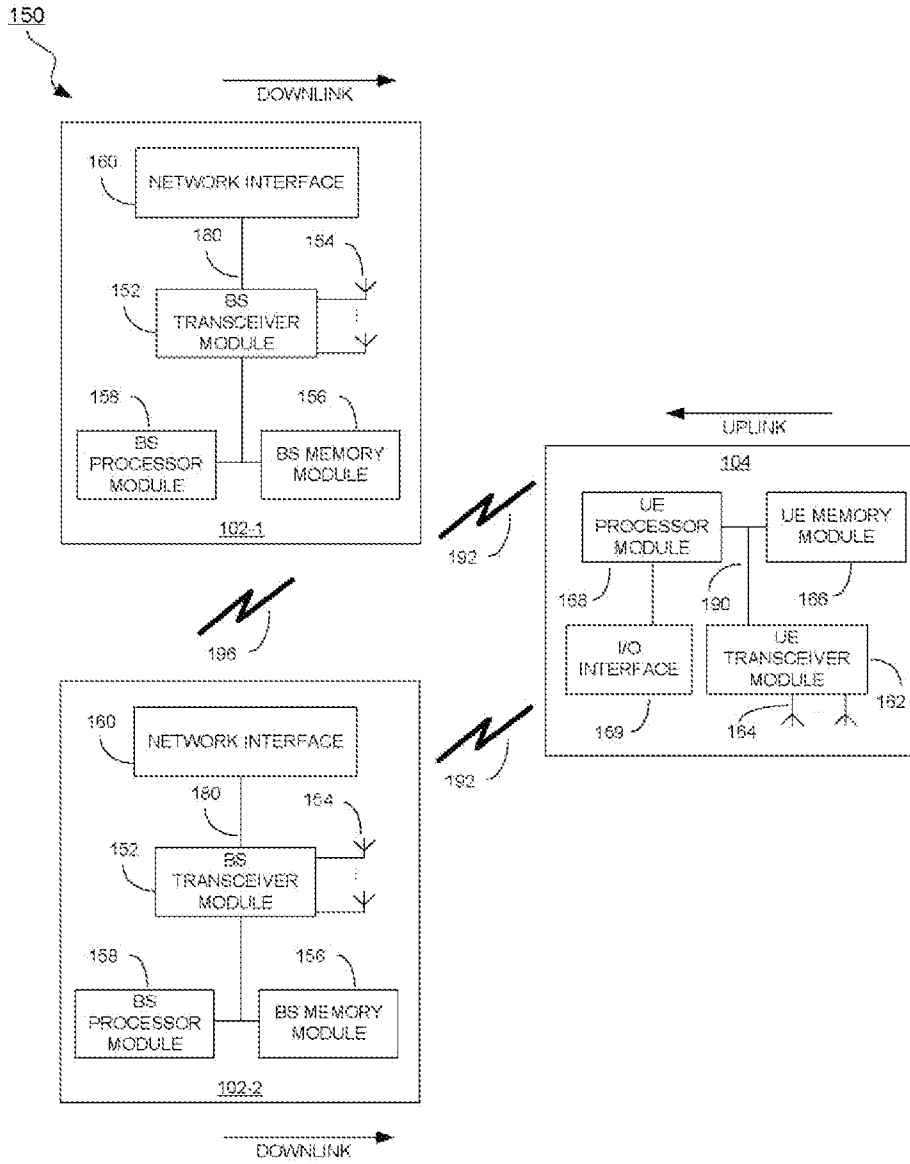 150
DOWNLINK
160
NETWORK INTERFACE
180
154
152
BS
TRANSCEIVER
MODULE
158
156
BS
PROCESSOR
MODULE
BS MEMORY
MODULE
102-1
UPLINK
104
UE
PROCESSOR
MODULE
UE MEMORY
MODULE
192
168
190
166
196
I/O
INTERFACE
UE
TRANSCEIVER
MODULE
162
164
169
192
160
NETWORK INTERFACE
180
154
152
BS
TRANSCEIVER
MODULE
158
156
BS
PROCESSOR
MODULE
BS MEMORY
MODULE
102-2
DOWNLINK